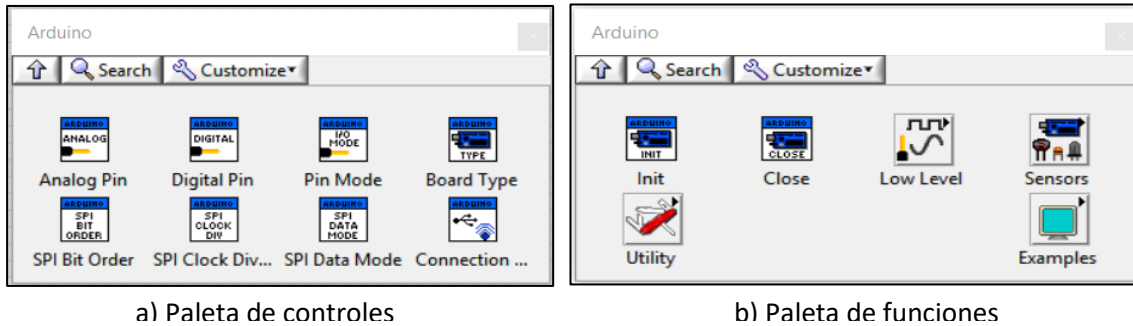 Arduino
Search Customize
ARDUINO ANALOG
ARDUINO DIGITAL
ARDUINO I/O MODE
ARDUINO TYPE
Analog Pin Digital Pin Pin Mode Board Type
ARDUINO SPI BIT ORDER
ARDUINO SPI CLOCK DIV
ARDUINO SPI DATA MODE
ARDUINO
SPI Bit Order SPI Clock Div... SPI Data Mode Connection ...
a) Paleta de controles
Arduino
Search Customize
ARDUINO INIT
ARDUINO CLOSE
Init Close Low Level Sensors
Utility Examples
b) Paleta de funciones